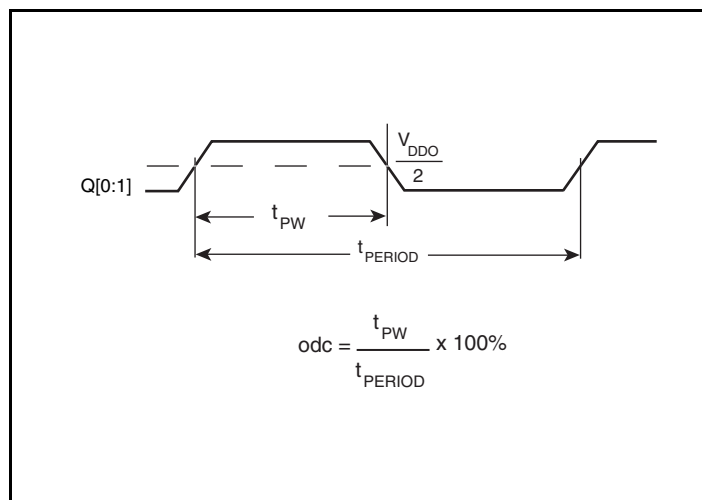 V_DDO
2
Q[0:1]
t_PW
t_PERIOD
odc = t_PW / t_PERIOD x 100%